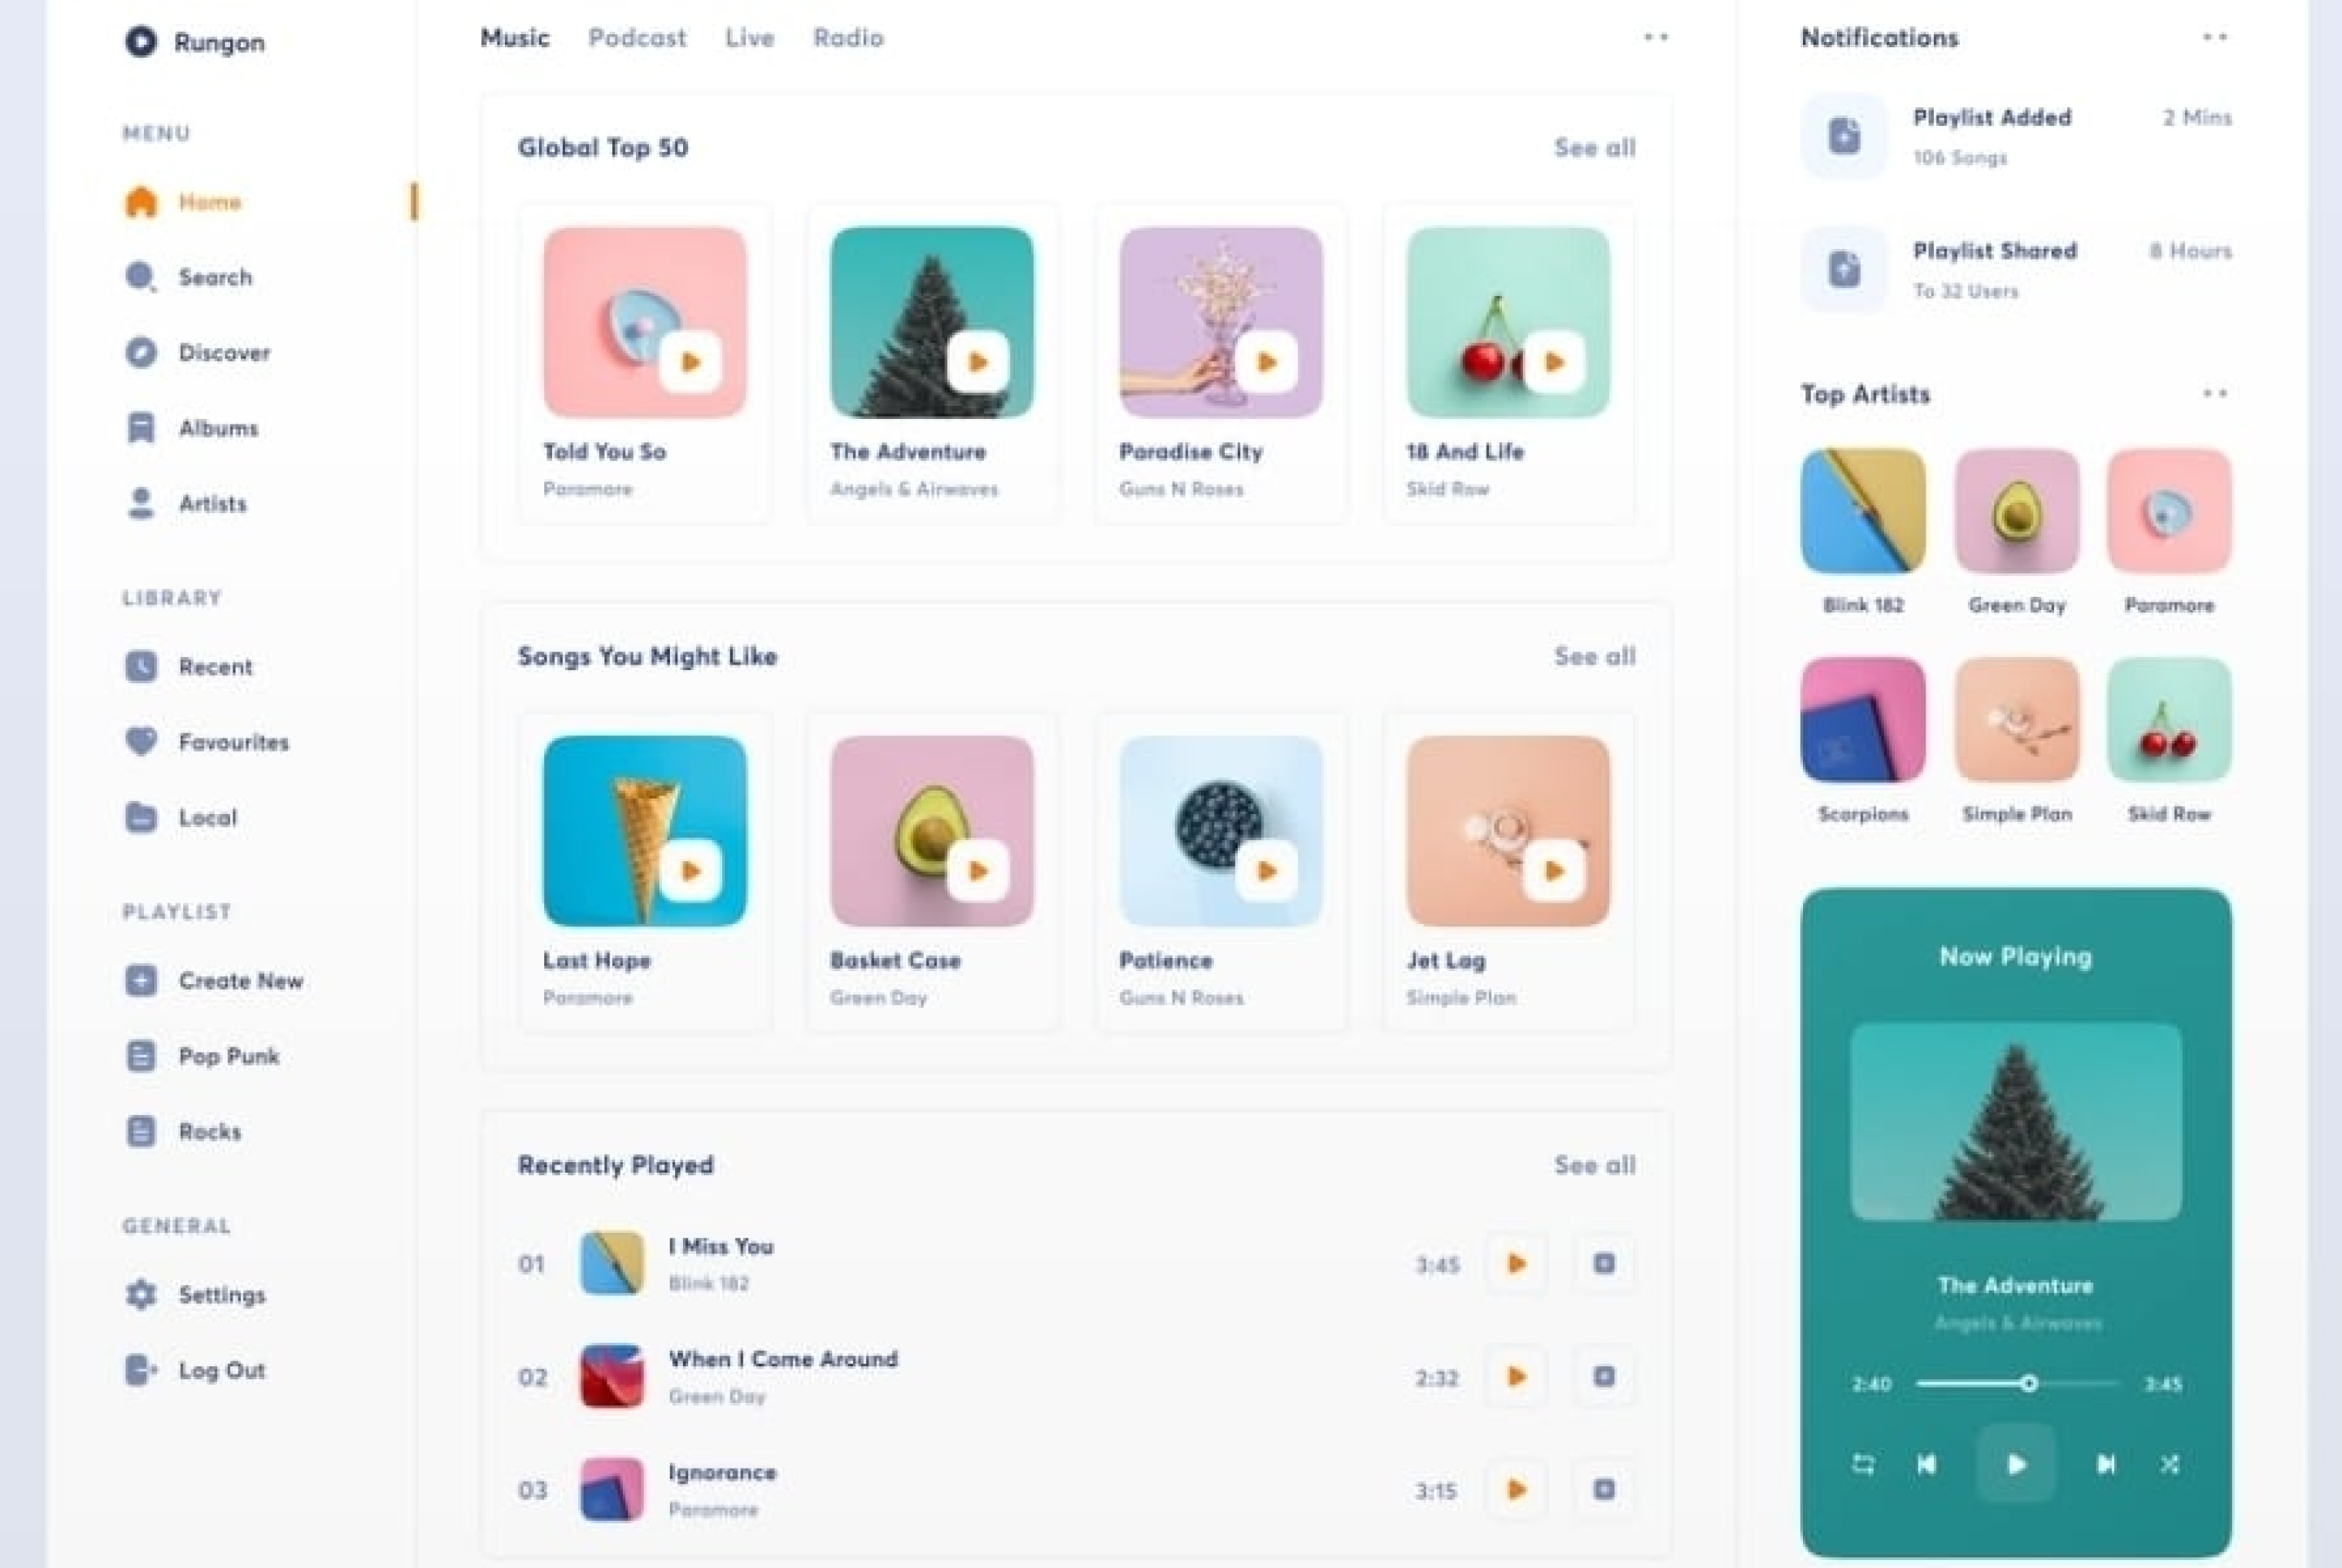 Rungon
MENU
Home
Search
Discover
Albums
Artists
LIBRARY
Recent
Favourites
Local
PLAYLIST
Create New
Pop Punk
Rocks
GENERAL
Settings
Log Out
Music Podcast Live Radio
Global Top 50 See all
Told You So
Paramore
The Adventure
Angels & Airwaves
Paradise City
Guns N Roses
18 And Life
Skid Row
Songs You Might Like See all
Last Hope
Paramore
Basket Case
Green Day
Patience
Guns N Roses
Jet Lag
Simple Plan
Recently Played See all
01 I Miss You 3:45
Blink 182
02 When I Come Around 2:32
Green Day
03 Ignorance 3:15
Paramore
Notifications
Playlist Added 2 Mins
106 Songs
Playlist Shared 8 Hours
To 32 Users
Top Artists
Blink 182 Green Day Paramore
Scorpions Simple Plan Skid Row
Now Playing
The Adventure
Angels & Airwaves
2:40 3:45